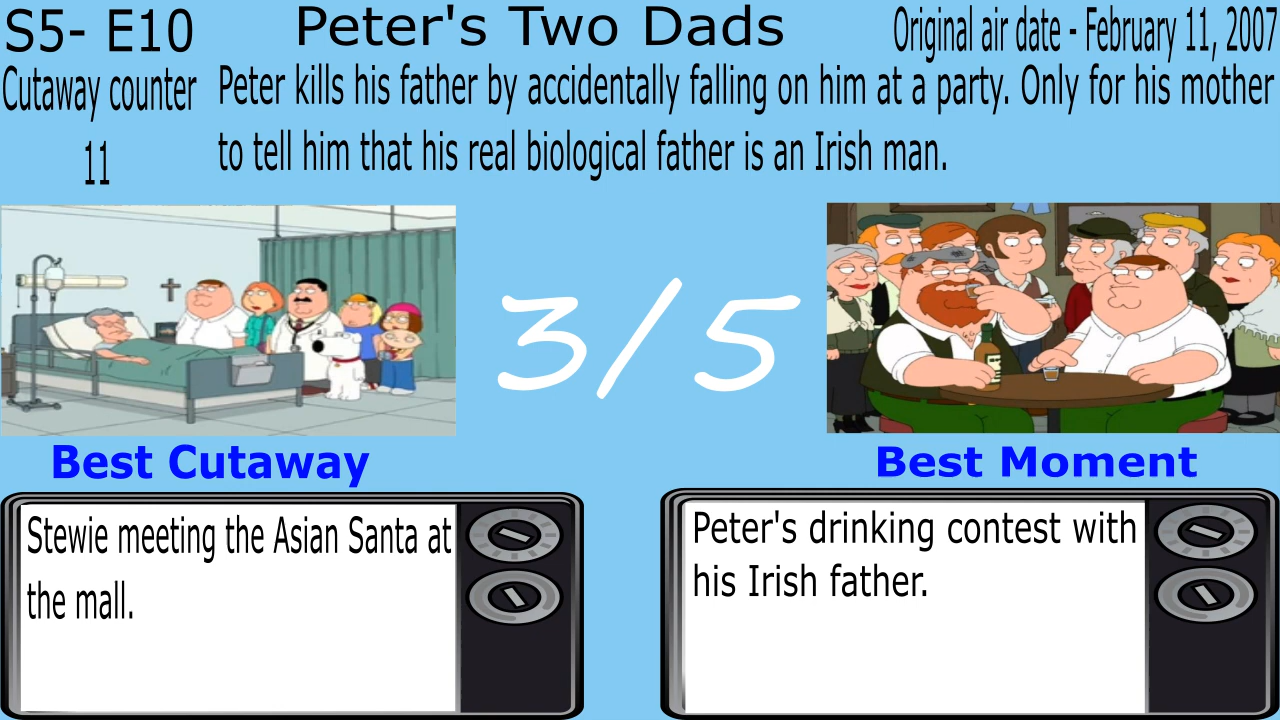 S5- E10
Peter's Two Dads
Original air date - February 11, 2007
Cutaway counter
11
Peter kills his father by accidentally falling on him at a party. Only for his mother
to tell him that his real biological father is an Irish man.
3/5
Best Cutaway
Best Moment
Stewie meeting the Asian Santa at
the mall.
Peter's drinking contest with
his Irish father.